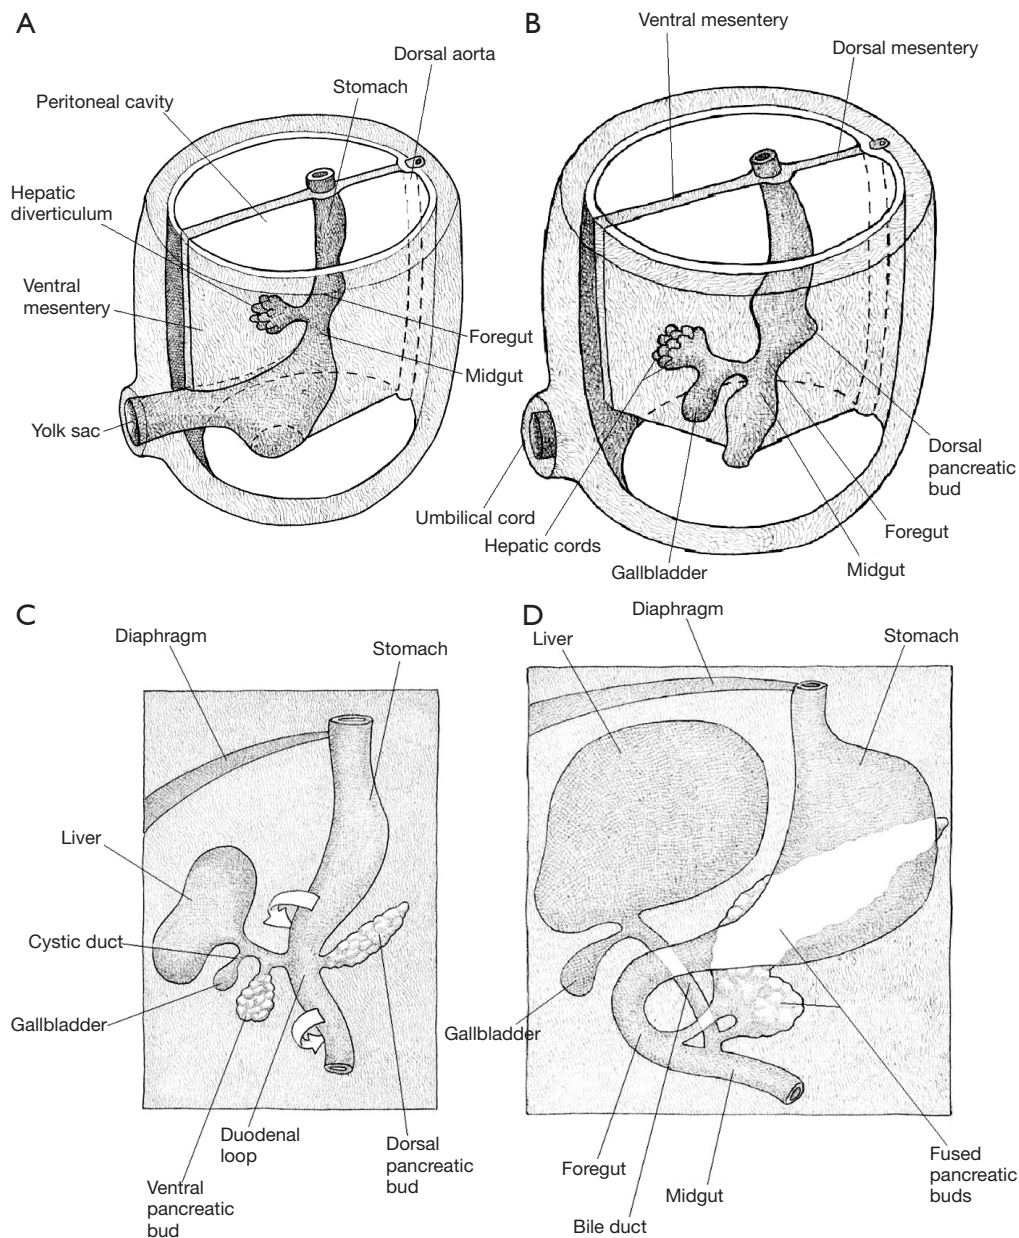 A
Dorsal aorta
Stomach
Peritoneal cavity
Hepatic
diverticulum
Ventral
mesentery
Foregut
Midgut
Yolk sac
B
Ventral mesentery
Dorsal mesentery
Dorsal
pancreatic
bud
Umbilical cord
Foregut
Hepatic cords
Midgut
Gallbladder
C
Diaphragm
Stomach
Liver
Cystic duct
Gallbladder
Duodenal
loop
Dorsal
pancreatic
bud
Ventral
pancreatic
bud
D
Diaphragm
Liver
Stomach
Gallbladder
Foregut
Midgut
Bile duct
Fused
pancreatic
buds